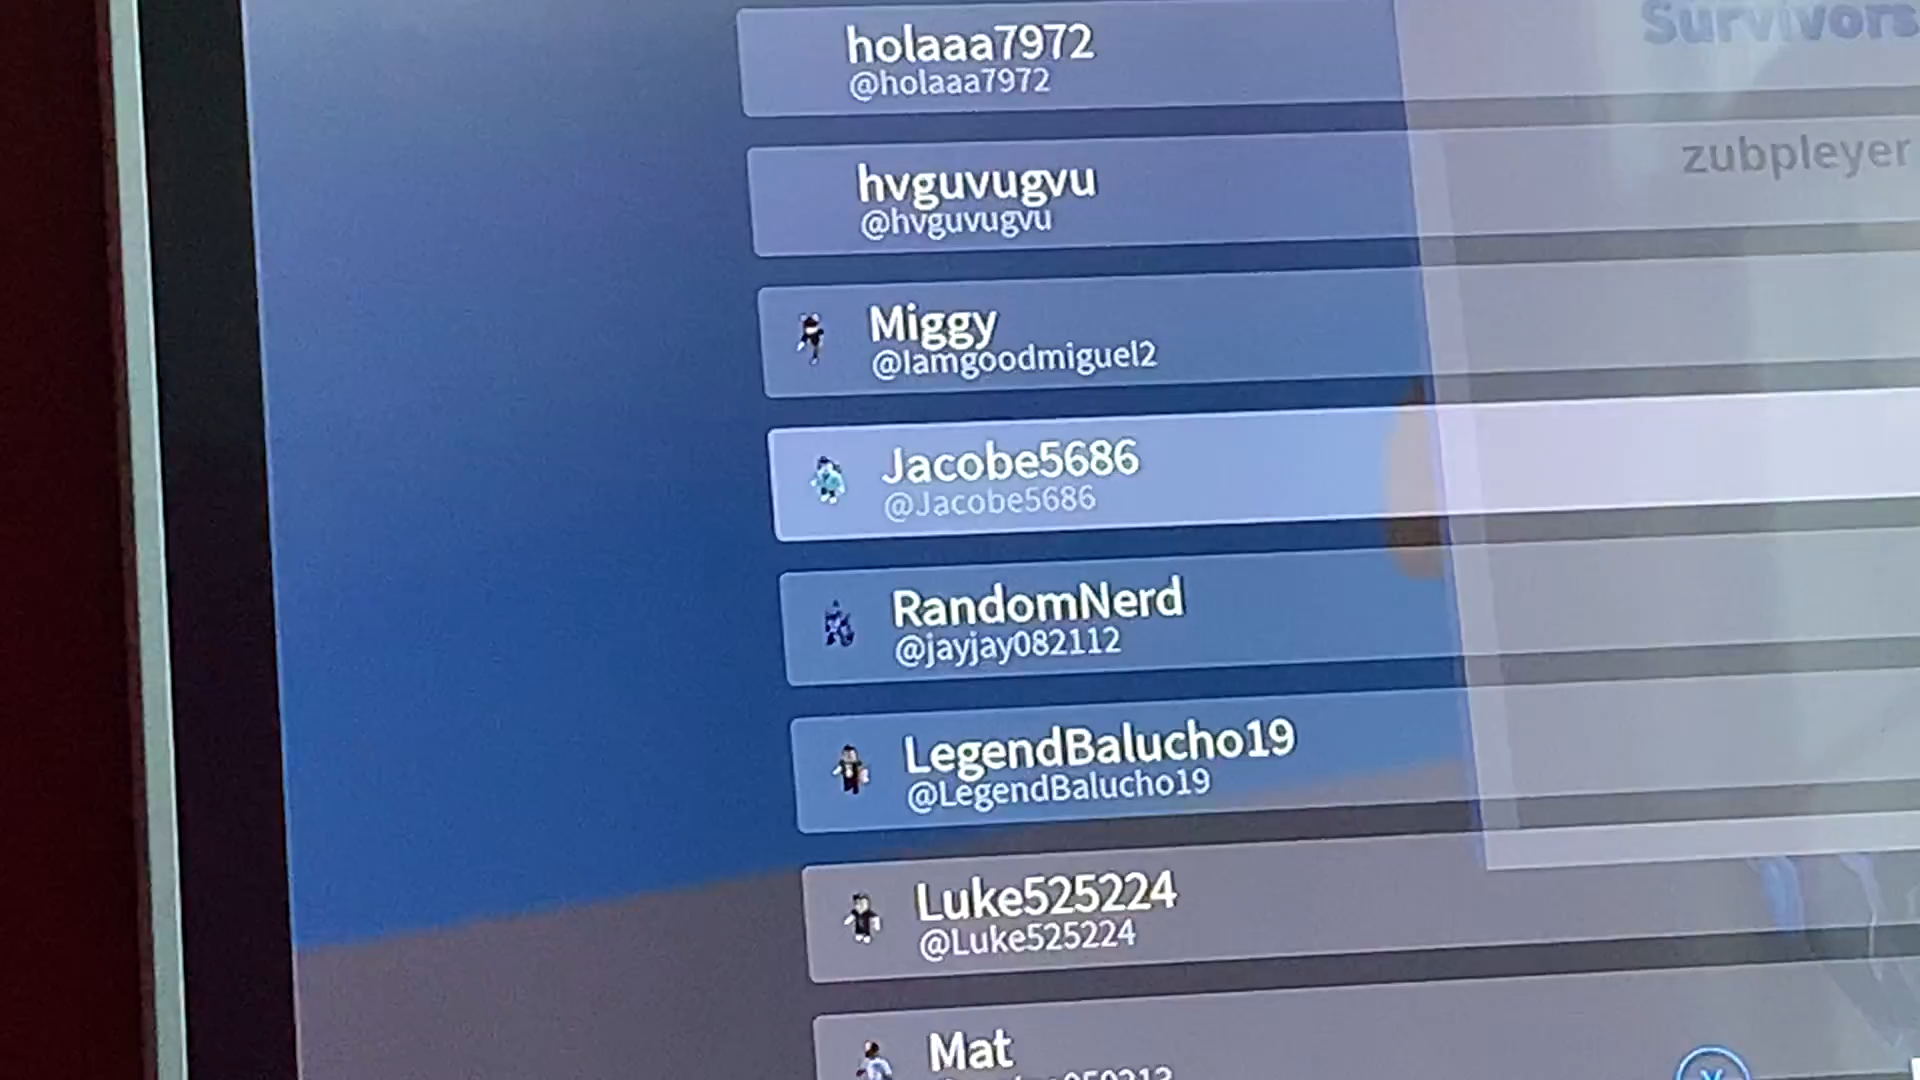 Survivors
holaaa7972
@holaaa7972
zubpleyer
hvguvugvu
@hvguvugvu
Miggy
@Iamgoodmiguel2
Jacobe5686
@Jacobe5686
RandomNerd
@jayjay082112
LegendBalucho19
@LegendBalucho19
Luke525224
@Luke525224
Mat